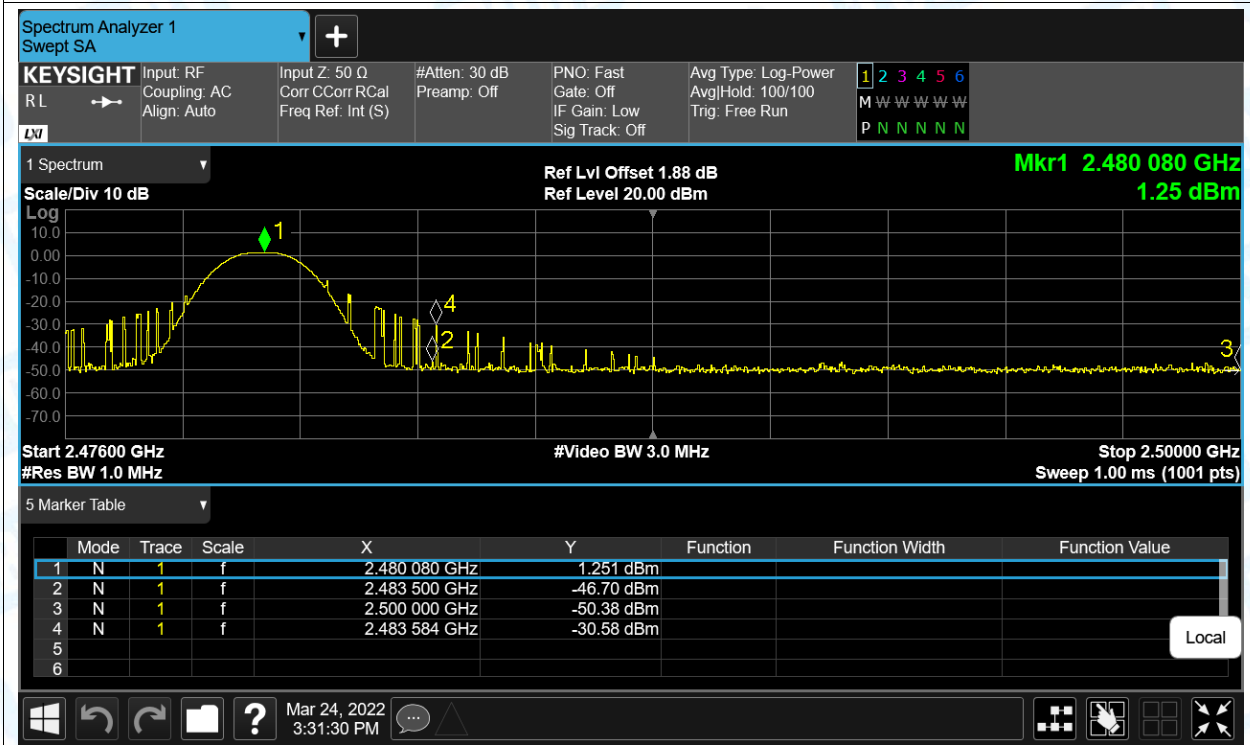 Spectrum Analyzer 1
Swept SA
KEYSIGHT
RL
LXI
Input: RF
Coupling: AC
Align: Auto
Input Z: 50 Ω
Corr CCorr RCal
Freq Ref: Int (S)
#Atten: 30 dB
Preamp: Off
PNO: Fast
Gate: Off
IF Gain: Low
Sig Track: Off
Avg Type: Log-Power
Avg|Hold: 100/100
Trig: Free Run
1 2 3 4 5 6
M W W W W W
P N N N N N
1 Spectrum
Scale/Div 10 dB
Ref Lvl Offset 1.88 dB
Ref Level 20.00 dBm
Mkr1 2.480 080 GHz
1.25 dBm
Log
10.0
0.00
-10.0
-20.0
-30.0
-40.0
-50.0
-60.0
-70.0
1
4
2
3
Start 2.47600 GHz
#Video BW 3.0 MHz
Stop 2.50000 GHz
#Res BW 1.0 MHz
Sweep 1.00 ms (1001 pts)
5 Marker Table
Mode Trace Scale X Y Function Function Width Function Value
1 N 1 f 2.480 080 GHz 1.251 dBm
2 N 1 f 2.483 500 GHz -46.70 dBm
3 N 1 f 2.500 000 GHz -50.38 dBm
4 N 1 f 2.483 584 GHz -30.58 dBm
5
6
Local
?
Mar 24, 2022
3:31:30 PM